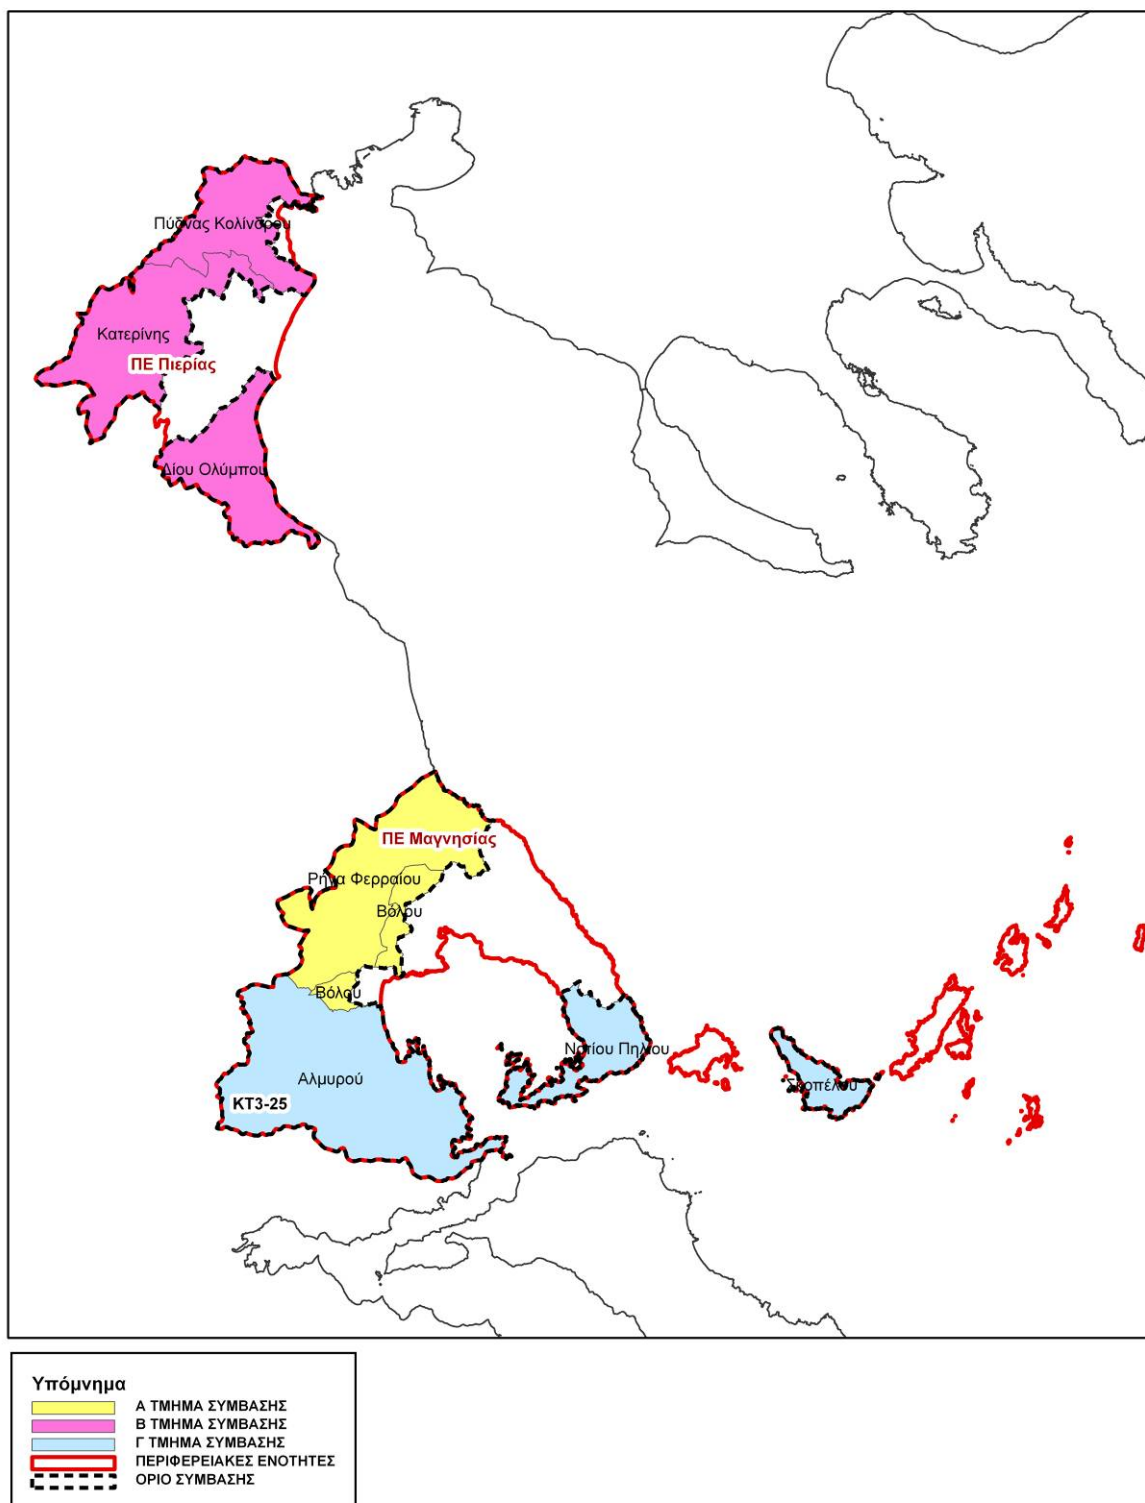 Πύδνας Κολίνδρου
Κατερίνης
ΠΕ Πιερίας
Δίου Ολύμπου
ΠΕ Μαγνησίας
Ρήγα Φερραίου
Βόλου
Βόλου
Νοτίου Πηλίου
Αλμυρού
Σκοπέλου
ΚΤ3-25
Υπόμνημα
Α ΤΜΗΜΑ ΣΥΜΒΑΣΗΣ
Β ΤΜΗΜΑ ΣΥΜΒΑΣΗΣ
Γ ΤΜΗΜΑ ΣΥΜΒΑΣΗΣ
ΠΕΡΙΦΕΡΕΙΑΚΕΣ ΕΝΟΤΗΤΕΣ
ΟΡΙΟ ΣΥΜΒΑΣΗΣ